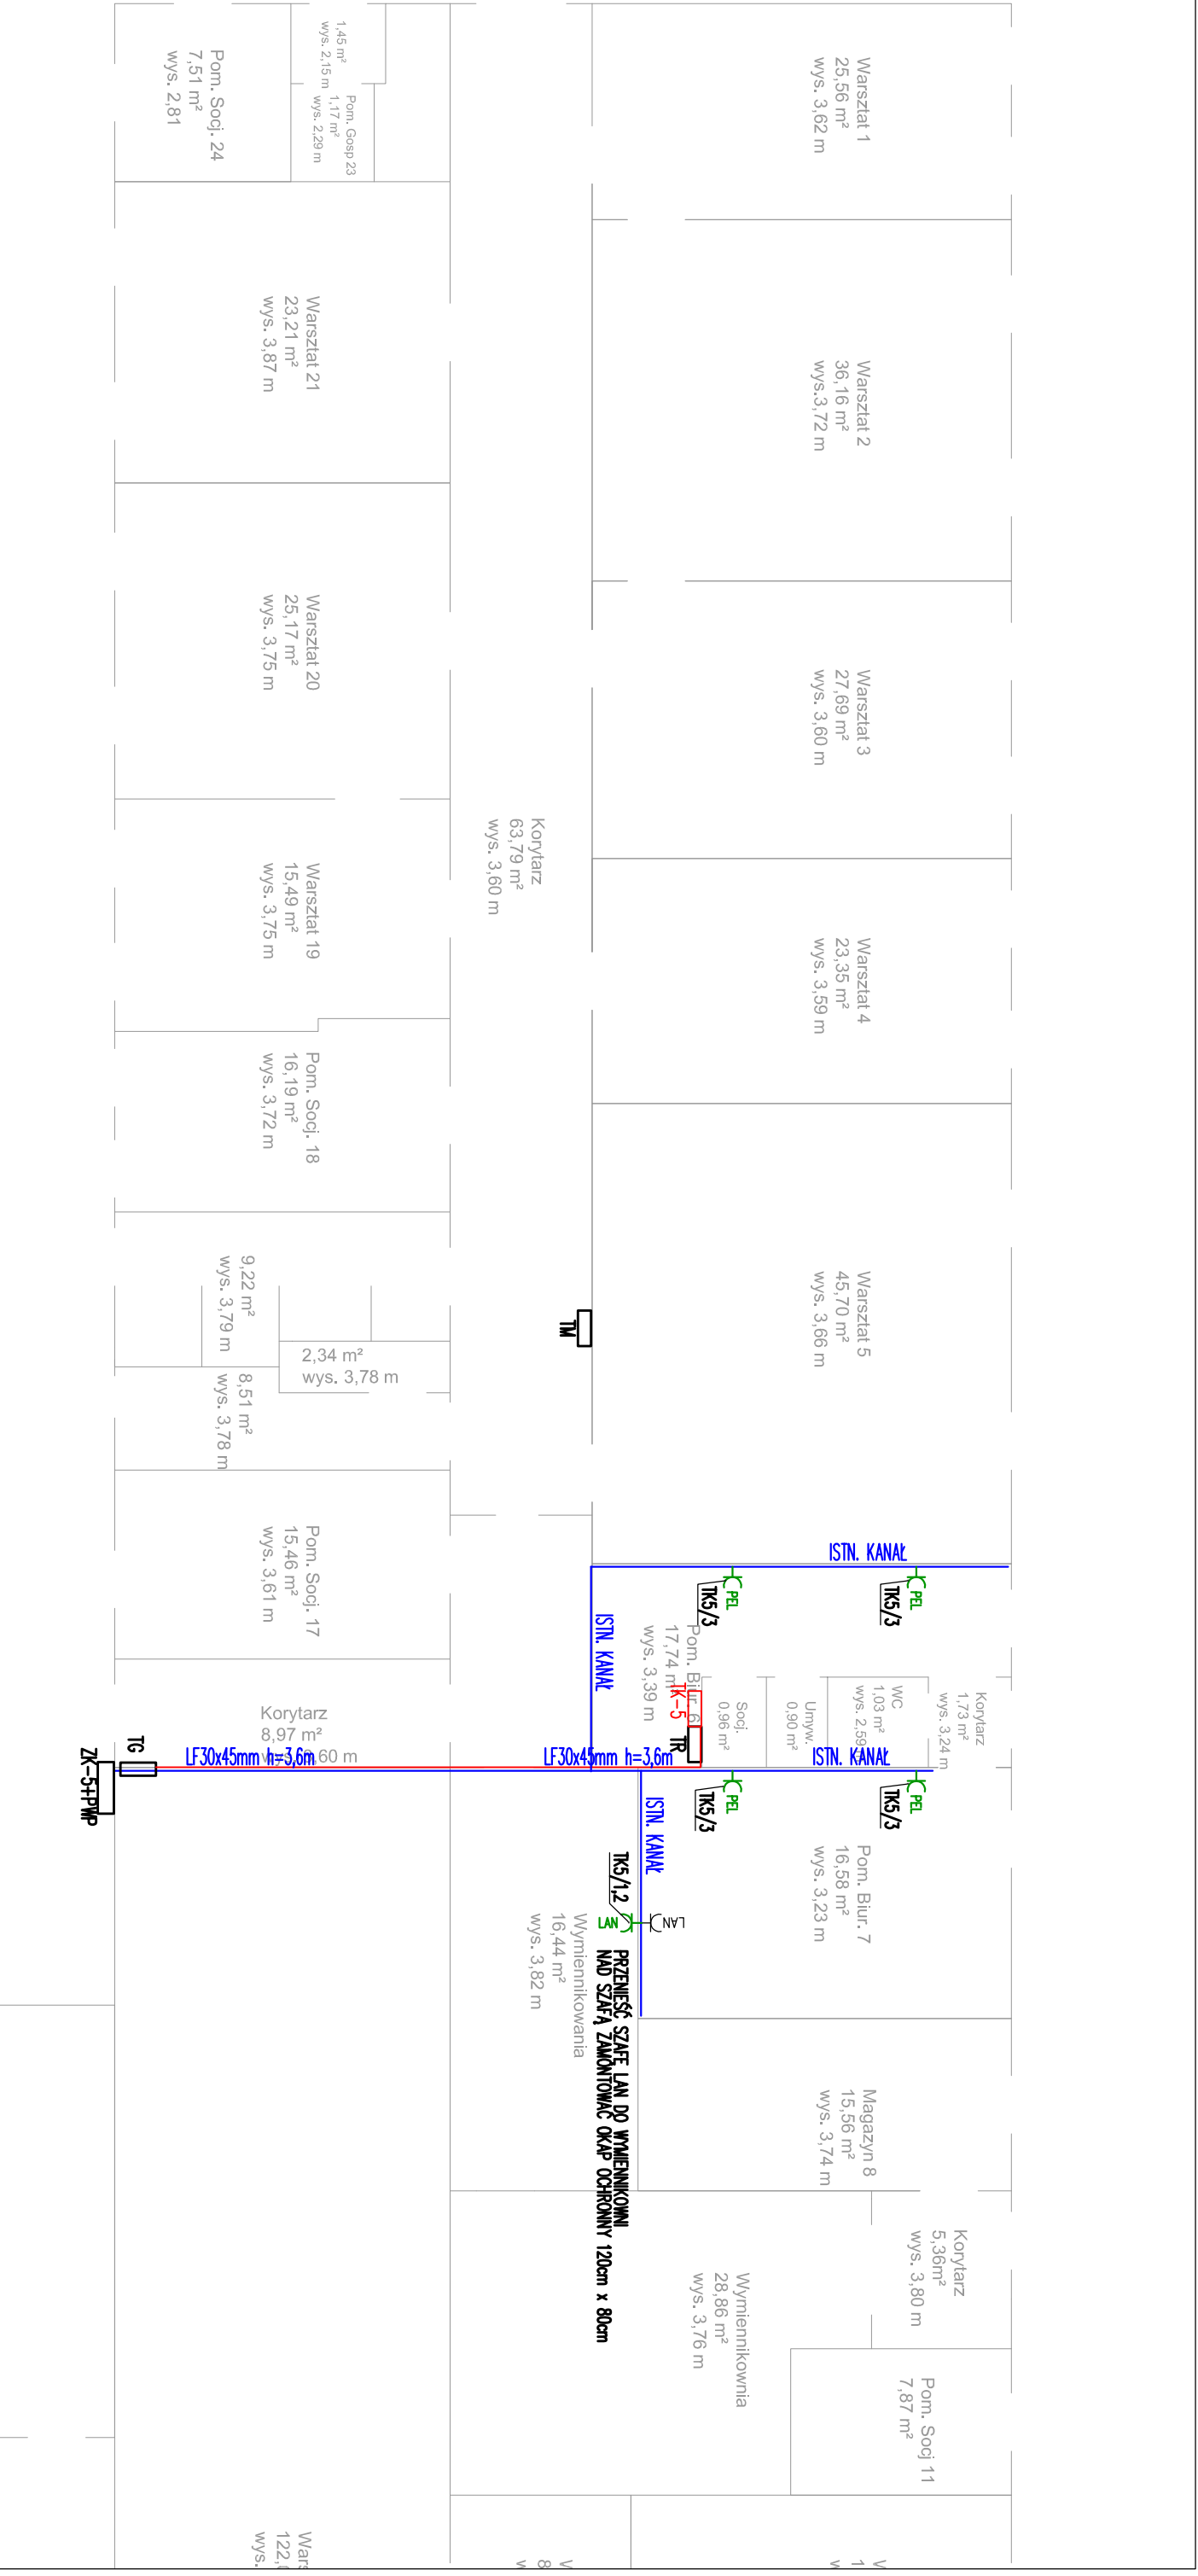 Warsztat 1
25,56 m²
wys. 3,62 m
Warsztat 2
36,16 m²
wys.3,72 m
Warsztat 3
27,69 m²
wys. 3,60 m
Warsztat 4
23,35 m²
wys. 3,59 m
Warsztat 5
45,70 m²
wys. 3,66 m
1,45 m²
wys. 2,15 m
Pom. Gosp 23
1,17 m²
wys. 2,29 m
Pom. Socj. 24
7,51 m²
wys. 2,81
Warsztat 21
23,21 m²
wys. 3,87 m
Warsztat 20
25,17 m²
wys. 3,75 m
Korytarz
63,79 m²
wys. 3,60 m
Warsztat 19
15,49 m²
wys. 3,75 m
Pom. Socj. 18
16,19 m²
wys. 3,72 m
9,22 m²
wys. 3,79 m
2,34 m²
wys. 3,78 m
8,51 m²
wys. 3,78 m
TM
Pom. Socj. 17
15,46 m²
wys. 3,61 m
ISTN. KANAŁ
PEL
TK5/3
PEL
TK5/3
ISTN. KANAŁ
Pom. Biur. 6
17,74 m²
wys. 3,39 m
TK-5
TR
Socj.
0,96 m²
Umyw.
0,90 m²
WC
1,03 m²
wys. 2,59
Korytarz
1,73 m²
wys. 3,24 m
Korytarz
8,97 m²
3,60 m
TG
ZK-5+PWP
LF30x45mm h=3,6m
LF30x45mm h=3,6m
ISTN. KANAŁ
PEL
TK5/3
PEL
TK5/3
ISTN. KANAŁ
Pom. Biur. 7
16,58 m²
wys. 3,23 m
TK5/1,2
LAN
LAN
Wymiennikowania
16,44 m²
wys. 3,82 m
PRZENIEŚĆ SZAFĘ LAN DO WYMIENNIKOWNI
NAD SZAFĄ ZAMONTOWAĆ OKAP OCHRONNY 120cm x 80cm
Magazyn 8
15,56 m²
wys. 3,74 m
Korytarz
5,36m²
wys. 3,80 m
Wymiennikownia
28,86 m²
wys. 3,76 m
Pom. Socj 11
7,87 m²
wys.